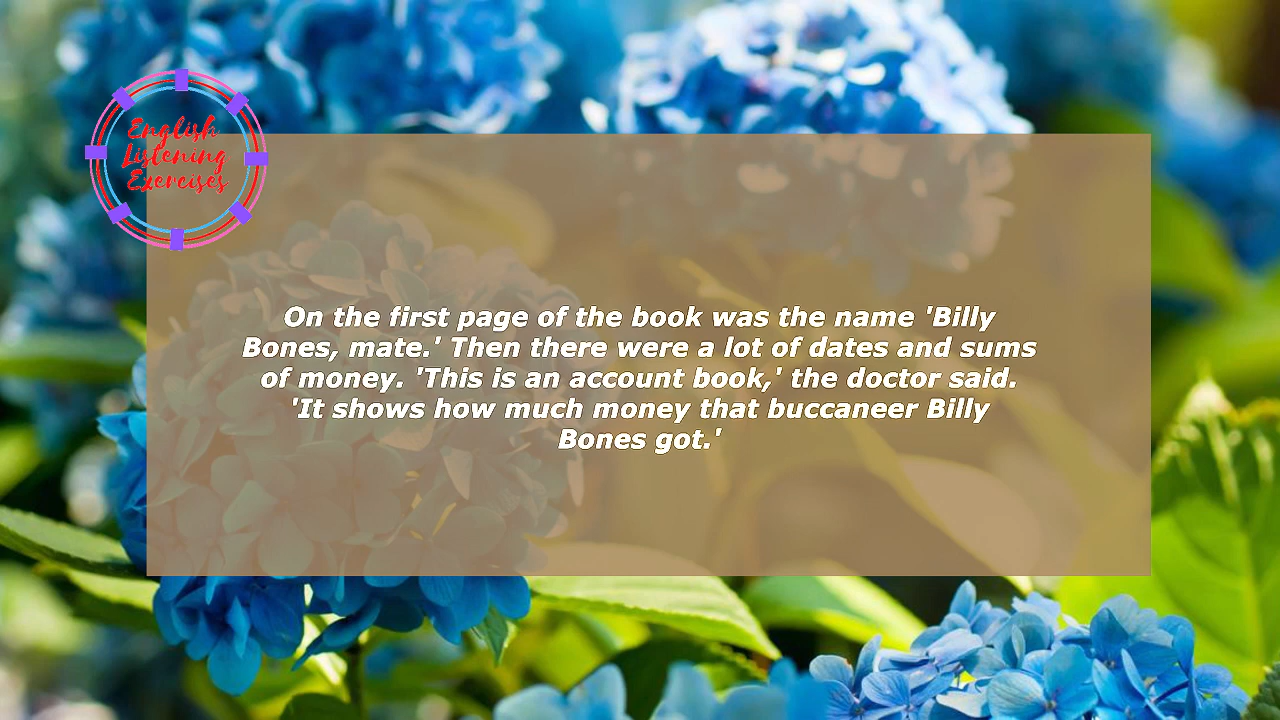 English
Listening
Exercises
On the first page of the book was the name 'Billy
Bones, mate.' Then there were a lot of dates and sums
of money. 'This is an account book,' the doctor said.
'It shows how much money that buccaneer Billy
Bones got.'